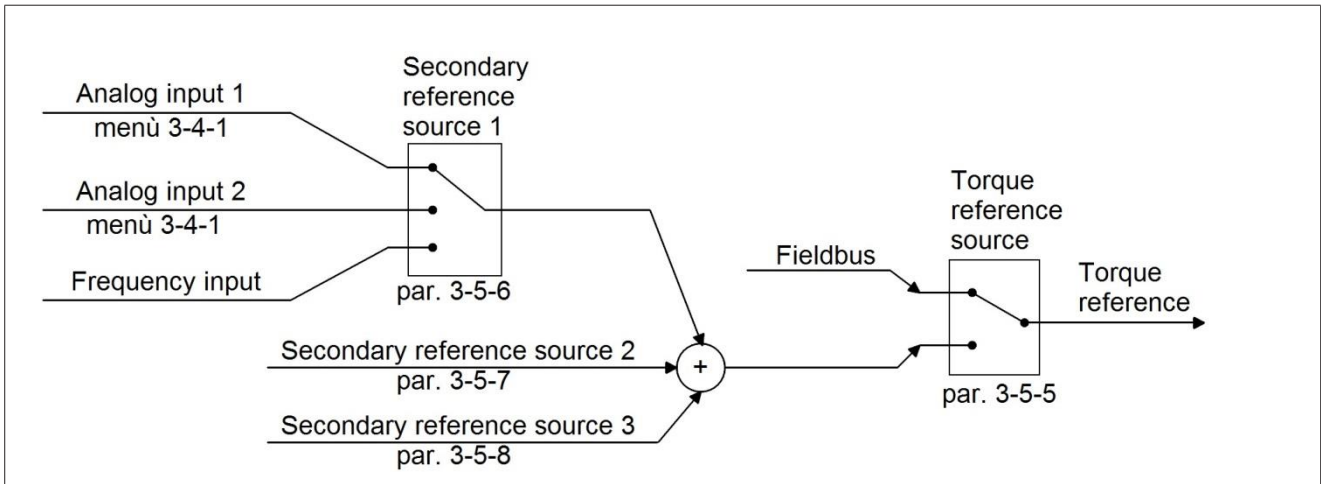 Secondary
reference
source 1
Analog input 1
menù 3-4-1
Analog input 2
menù 3-4-1
Frequency input
par. 3-5-6
Secondary reference source 2
par. 3-5-7
Secondary reference source 3
par. 3-5-8
+
Fieldbus
Torque
reference
source
Torque
reference
par. 3-5-5